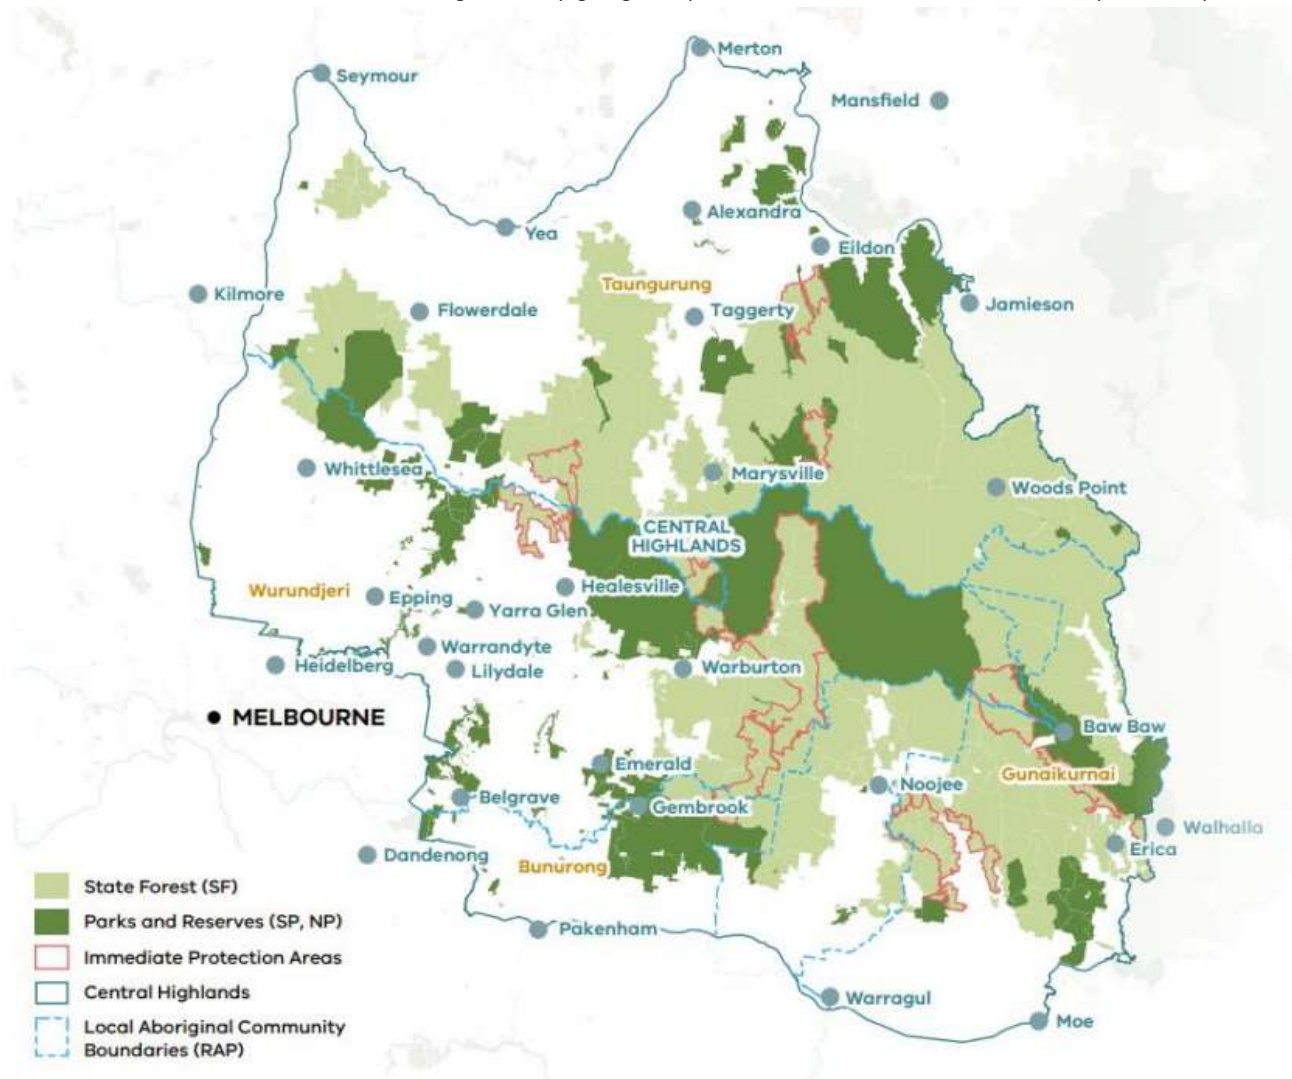 Merton
Seymour
Mansfield
Alexandra
Yea
Eildon
Taungurung
Kilmore
Jamieson
Flowerdale
Taggerty
Whittlesea
Marysville
Woods Point
CENTRAL
HIGHLANDS
Healesville
Wurundjeri
Epping
Yarra Glen
Warrandyte
Heidelberg
Lilydale
Warburton
MELBOURNE
Baw Baw
Emerald
Gunaikurnai
Noojee
Belgrave
Gembrook
Walhalla
Erica
Dandenong
Bunurong
State Forest (SF)
Parks and Reserves (SP, NP)
Pakenham
Immediate Protection Areas
Central Highlands
Warragul
Moe
Local Aboriginal Community
Boundaries (RAP)